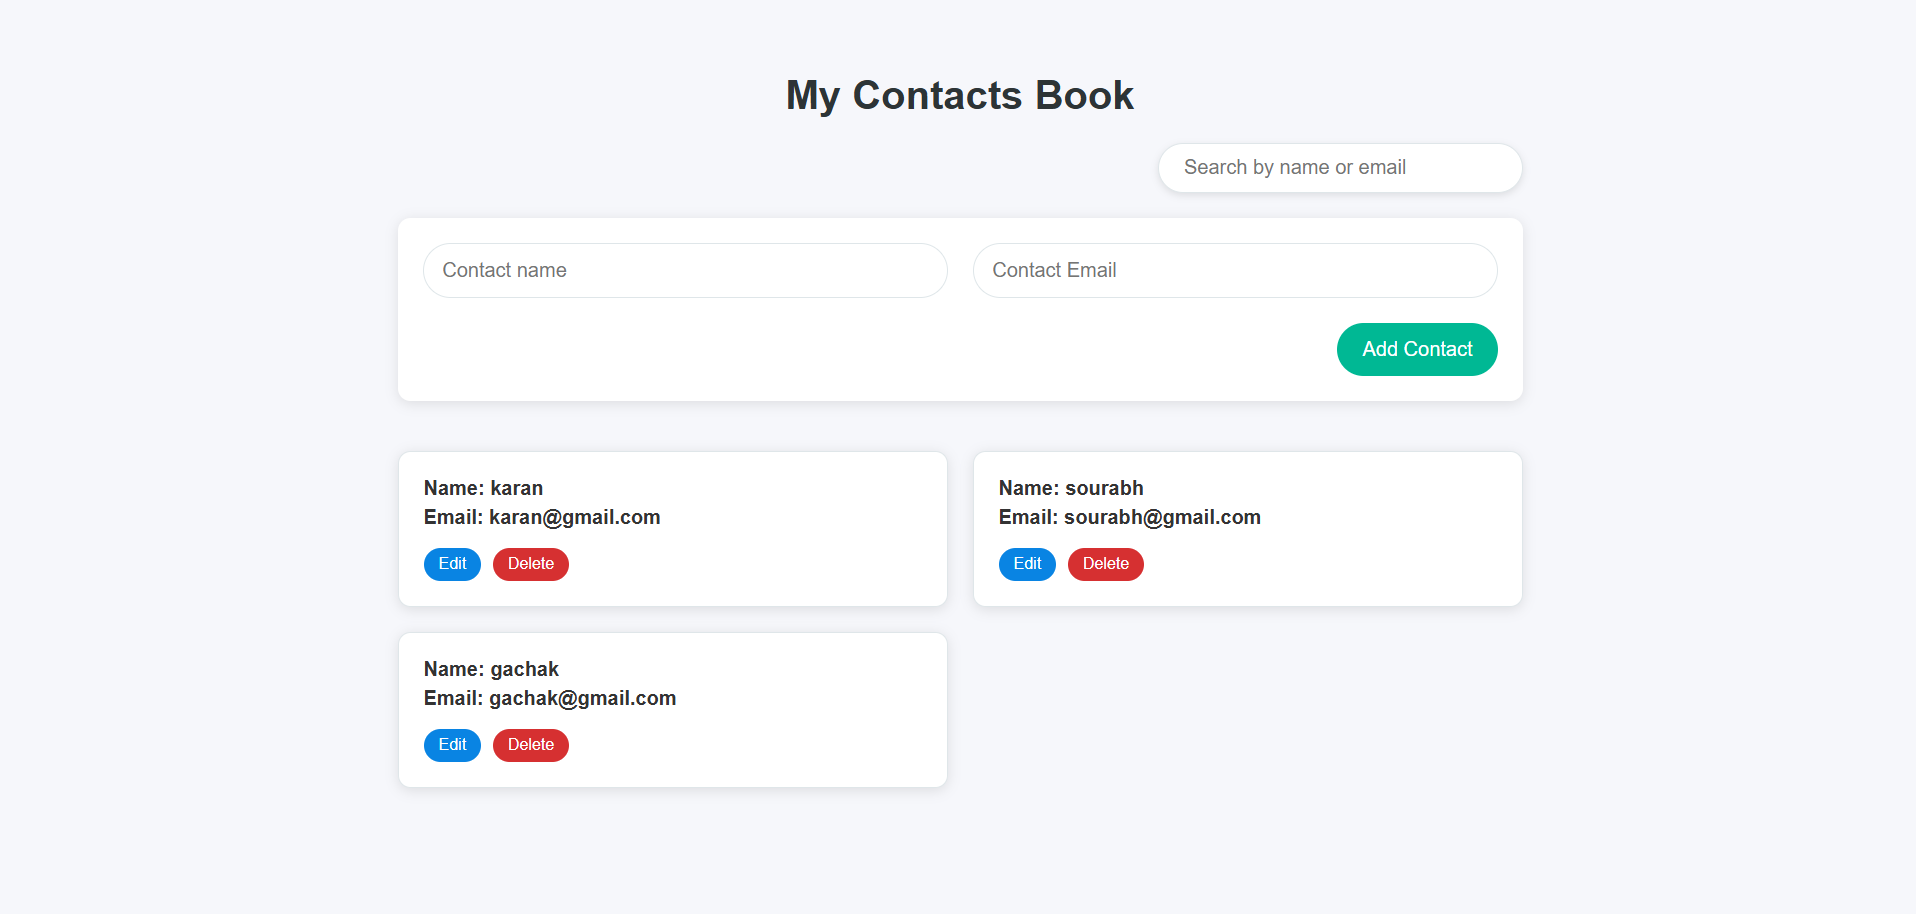 My Contacts Book
Search by name or email
Contact name
Contact Email
Add Contact
Name: karan
Email: karan@gmail.com
Edit
Delete
Name: sourabh
Email: sourabh@gmail.com
Edit
Delete
Name: gachak
Email: gachak@gmail.com
Edit
Delete